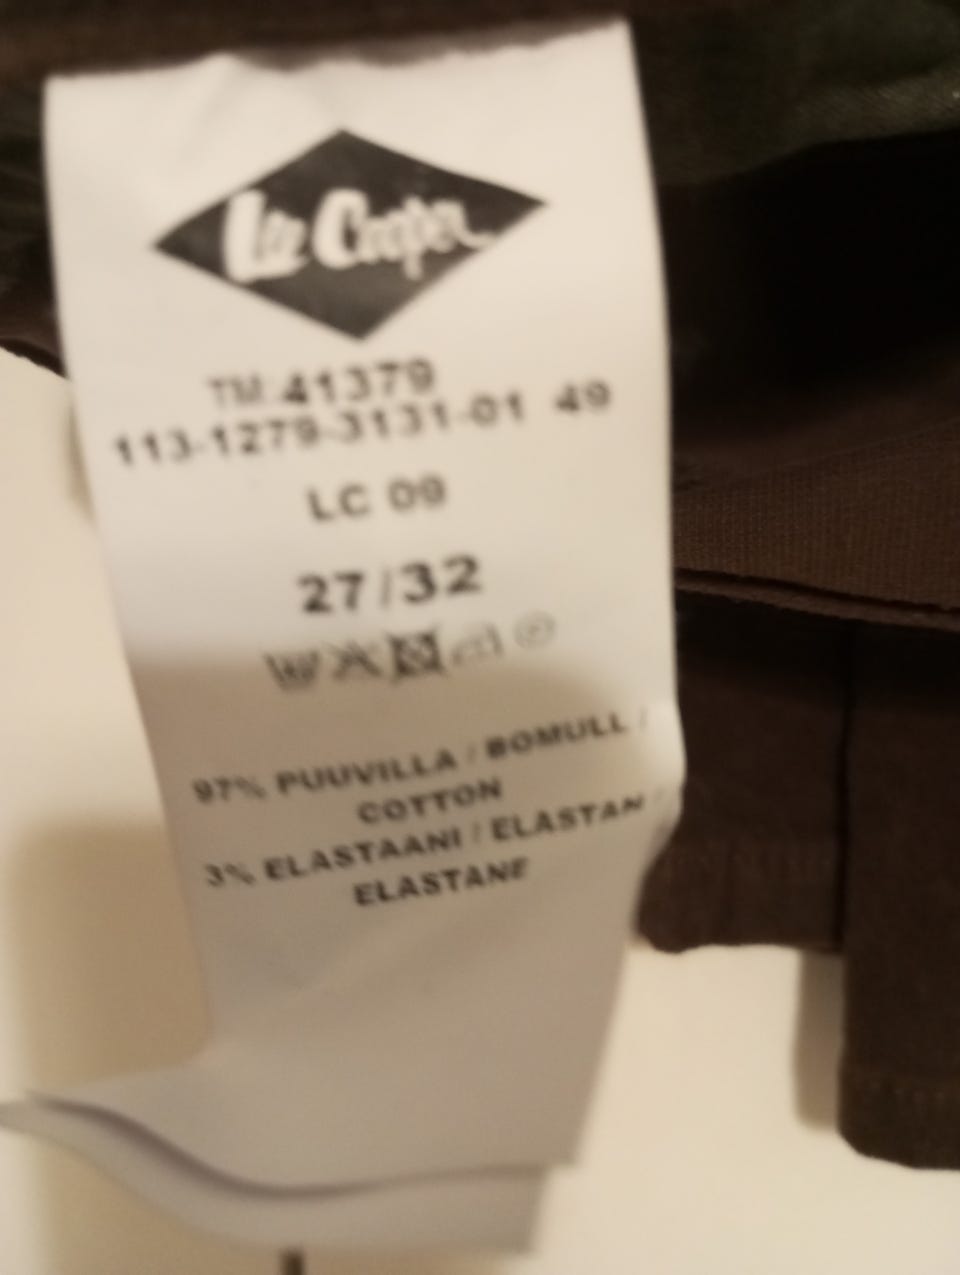 Lee Cooper
TM:41379
113-1279-3131-01 49
LC 09
27/32
97% PUUVILLA / BOMULL /
COTTON
3% ELASTAANI / ELASTAN /
ELASTANE